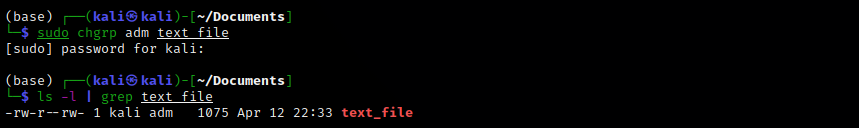 (base) ┌──(kali㉿kali)-[~/Documents]
└─$ sudo chgrp adm text_file
[sudo] password for kali:
(base) ┌──(kali㉿kali)-[~/Documents]
└─$ ls -l | grep text_file
-rw-r--rw- 1 kali adm   1075 Apr 12 22:33 text_file